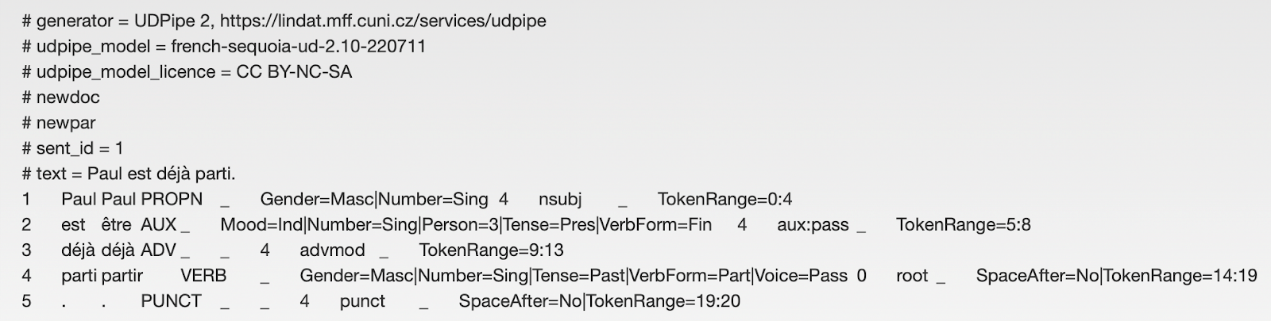 # generator = UDPipe 2, https://lindat.mff.cuni.cz/services/udpipe
# udpipe_model = french-sequoia-ud-2.10-220711
# udpipe_model_licence = CC BY-NC-SA
# newdoc
# newpar
# sent_id = 1
# text = Paul est déjà parti.
1 Paul Paul PROPN _ Gender=Masc|Number=Sing 4 nsubj _ TokenRange=0:4
2 est être AUX _ Mood=Ind|Number=Sing|Person=3|Tense=Pres|VerbForm=Fin 4 aux:pass _ TokenRange=5:8
3 déjà déjà ADV _ _ 4 advmod _ TokenRange=9:13
4 parti partir VERB _ Gender=Masc|Number=Sing|Tense=Past|VerbForm=Part|Voice=Pass 0 root _ SpaceAfter=No|TokenRange=14:19
5 . . PUNCT _ _ 4 punct _ SpaceAfter=No|TokenRange=19:20